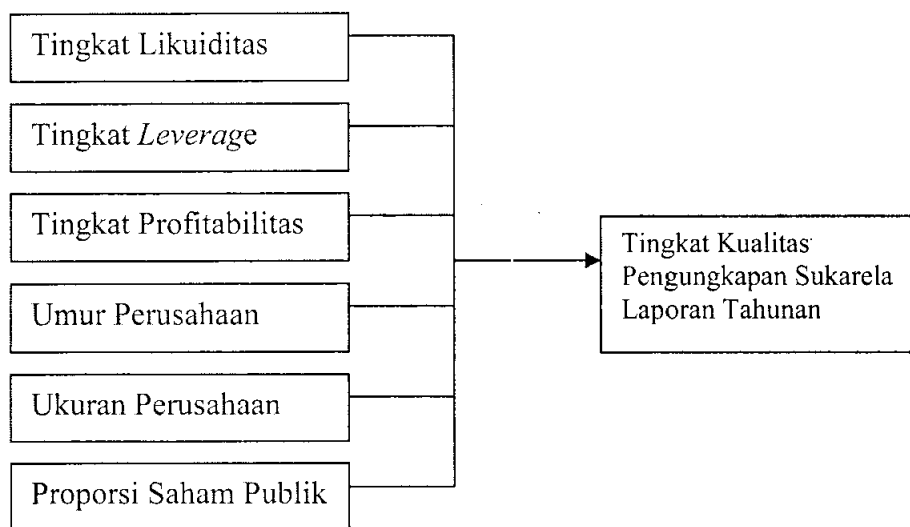 Tingkat Likuiditas
Tingkat Leverage
Tingkat Profitabilitas
Umur Perusahaan
Ukuran Perusahaan
Proporsi Saham Publik
Tingkat Kualitas
Pengungkapan Sukarela
Laporan Tahunan